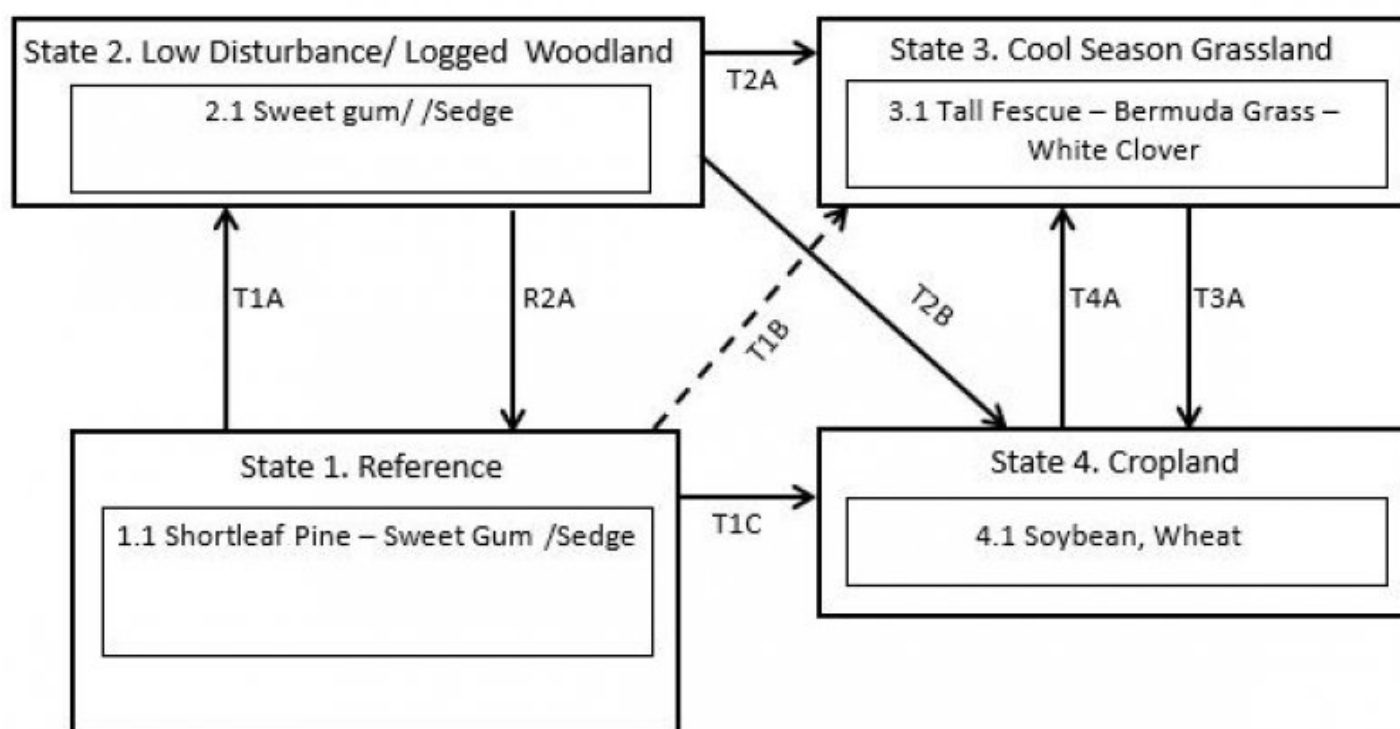 State 2. Low Disturbance/ Logged Woodland
2.1 Sweet gum/ /Sedge
T2A
State 3. Cool Season Grassland
3.1 Tall Fescue – Bermuda Grass –
White Clover
T1A
R2A
T1B
T2B
T4A
T3A
State 1. Reference
1.1 Shortleaf Pine – Sweet Gum /Sedge
T1C
State 4. Cropland
4.1 Soybean, Wheat